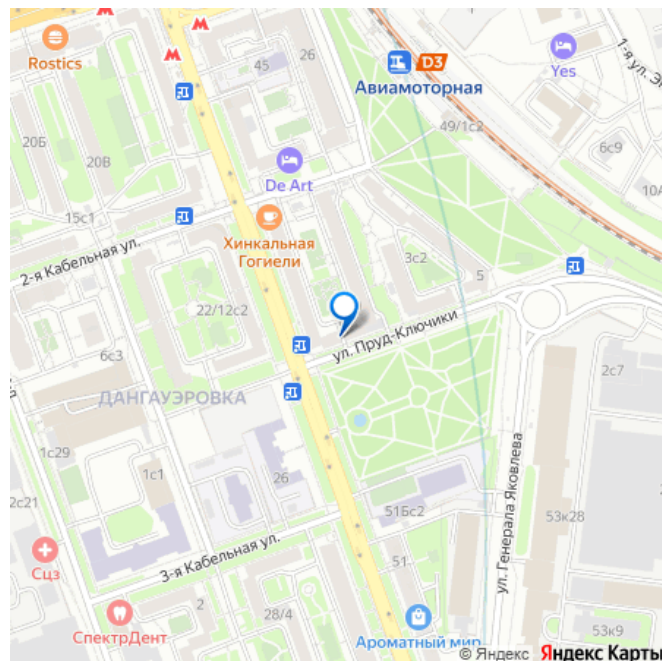 Rostics
45
26
D3
Авиамоторная
Yes
1-я ул. Э
49/1с2
20Б
20В
De Art
6с9
10А
15с1
2-я Кабельная ул.
Хинкальная
Гогиели
3с2
5
22/12с2
ул. Пруд-Ключики
6с3
ДАНГАУЭРОВКА
2с7
1с29
1с1
26
2с21
51Бс2
ул. Генерала Яковлева
53к28
Сцз
3-я Кабельная ул.
51
2
28/4
СпектрДент
Ароматный мир
53к9
© Яндекс Яндекс Карты